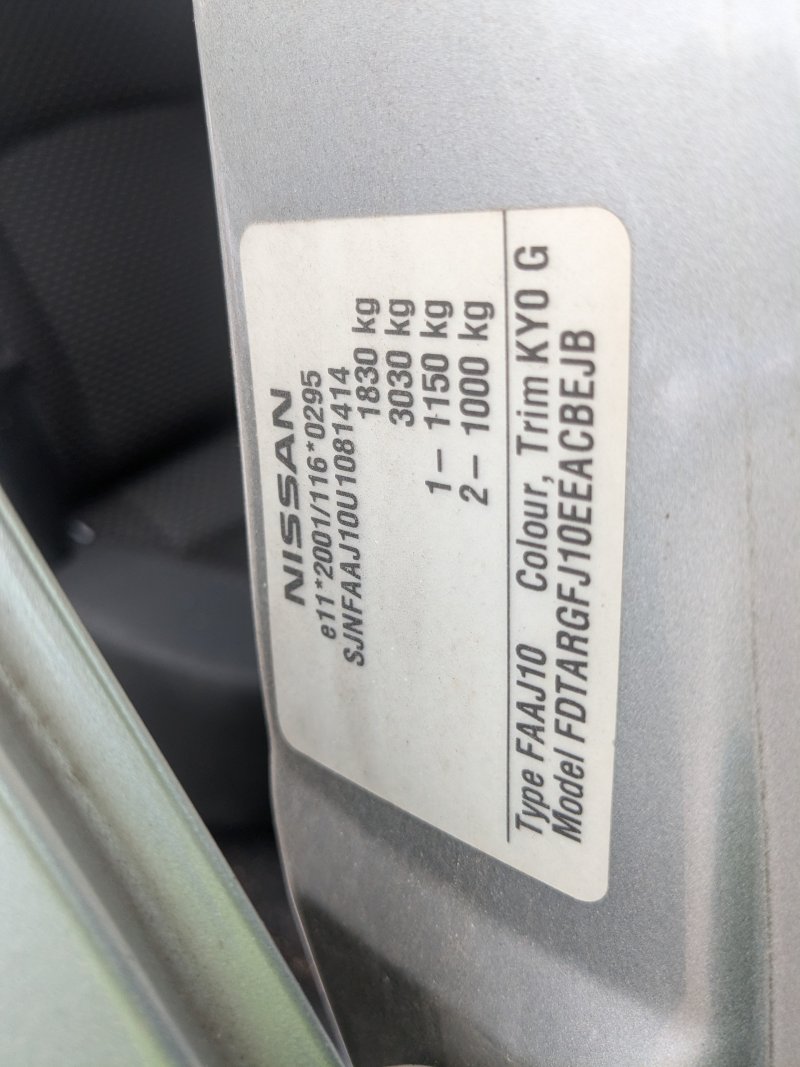 NISSAN
e11*2001/116*0295
SJNFAAJ10U1081414
1830 kg
3030 kg
1– 1150 kg
2– 1000 kg
Type FAAJ10 Colour, Trim KY0 G
Model FDTARGFJ10EEACBEJB